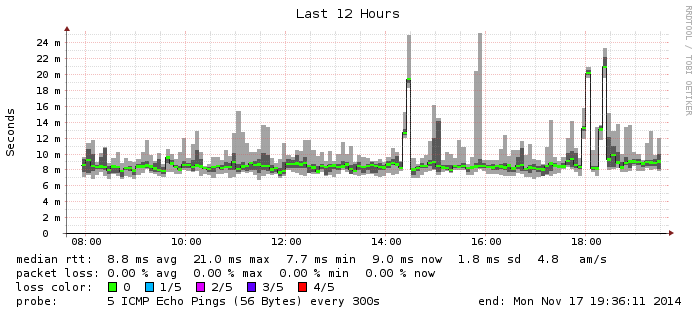 Last 12 Hours
RRDTOOL / TOBI OETIKER
Seconds
24 m
22 m
20 m
18 m
16 m
14 m
12 m
10 m
8 m
6 m
4 m
2 m
0
08:00 10:00 12:00 14:00 16:00 18:00
median rtt: 8.8 ms avg 21.0 ms max 7.7 ms min 9.0 ms now 1.8 ms sd 4.8 am/s
packet loss: 0.00 % avg 0.00 % max 0.00 % min 0.00 % now
loss color: 0 1/5 2/5 3/5 4/5
probe: 5 ICMP Echo Pings (56 Bytes) every 300s end: Mon Nov 17 19:36:11 2014